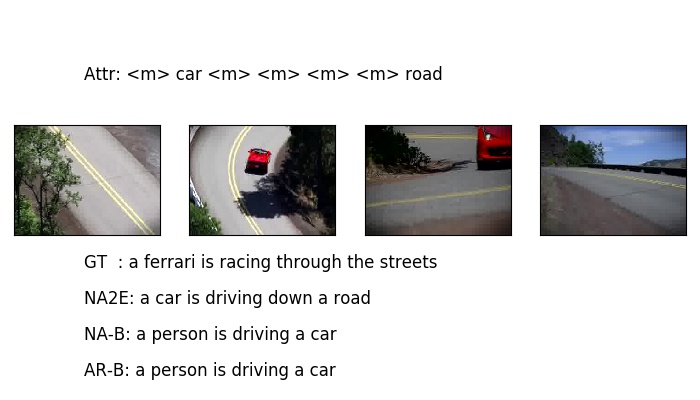 Attr: <m> car <m> <m> <m> <m> road
GT  : a ferrari is racing through the streets
NA2E: a car is driving down a road
NA-B: a person is driving a car
AR-B: a person is driving a car